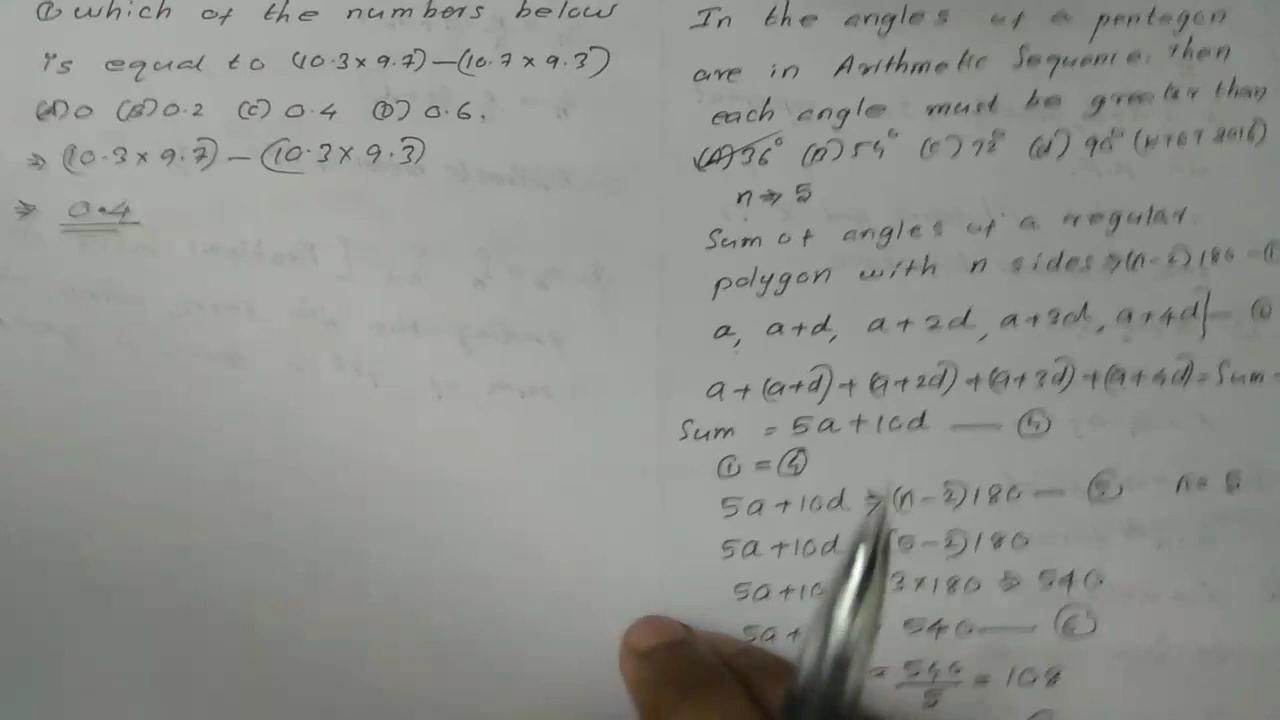 ① which of the numbers below
is equal to (10.3×9.7)-(10.7×9.3)
(A) 0 (B) 0.2 (C) 0.4 (D) 0.6.
⇒ (10.3×9.7) - (10.3×9.3)
⇒ 0.4
In the angles of a pentagon
are in Arithmetic Sequence. Then
each angle must be greater than
(A) 36° (B) 54° (c) 72° (d) 90°
n ⇒ 5
Sum of angles of a regular
polygon with n sides ⇒ (n-2)180 - ①
a, a+d, a+2d, a+3d, a+4d
a+(a+d)+(a+2d)+(a+3d)+(a+4d) = Sum
Sum = 5a+10d — ④
① = ④
5a+10d ⇒ (n-2)180 — n = 5
5a+10d (5-2)180
5a+10 3×180 ⇒ 540
5a+ 540 —
= 540/5 = 108